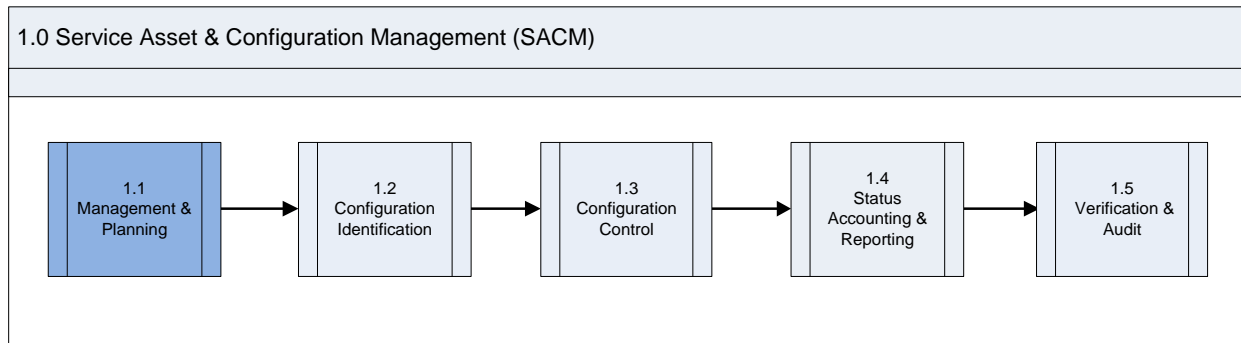 1.0 Service Asset & Configuration Management (SACM)
1.1
Management &
Planning
1.2
Configuration
Identification
1.3
Configuration
Control
1.4
Status
Accounting &
Reporting
1.5
Verification &
Audit